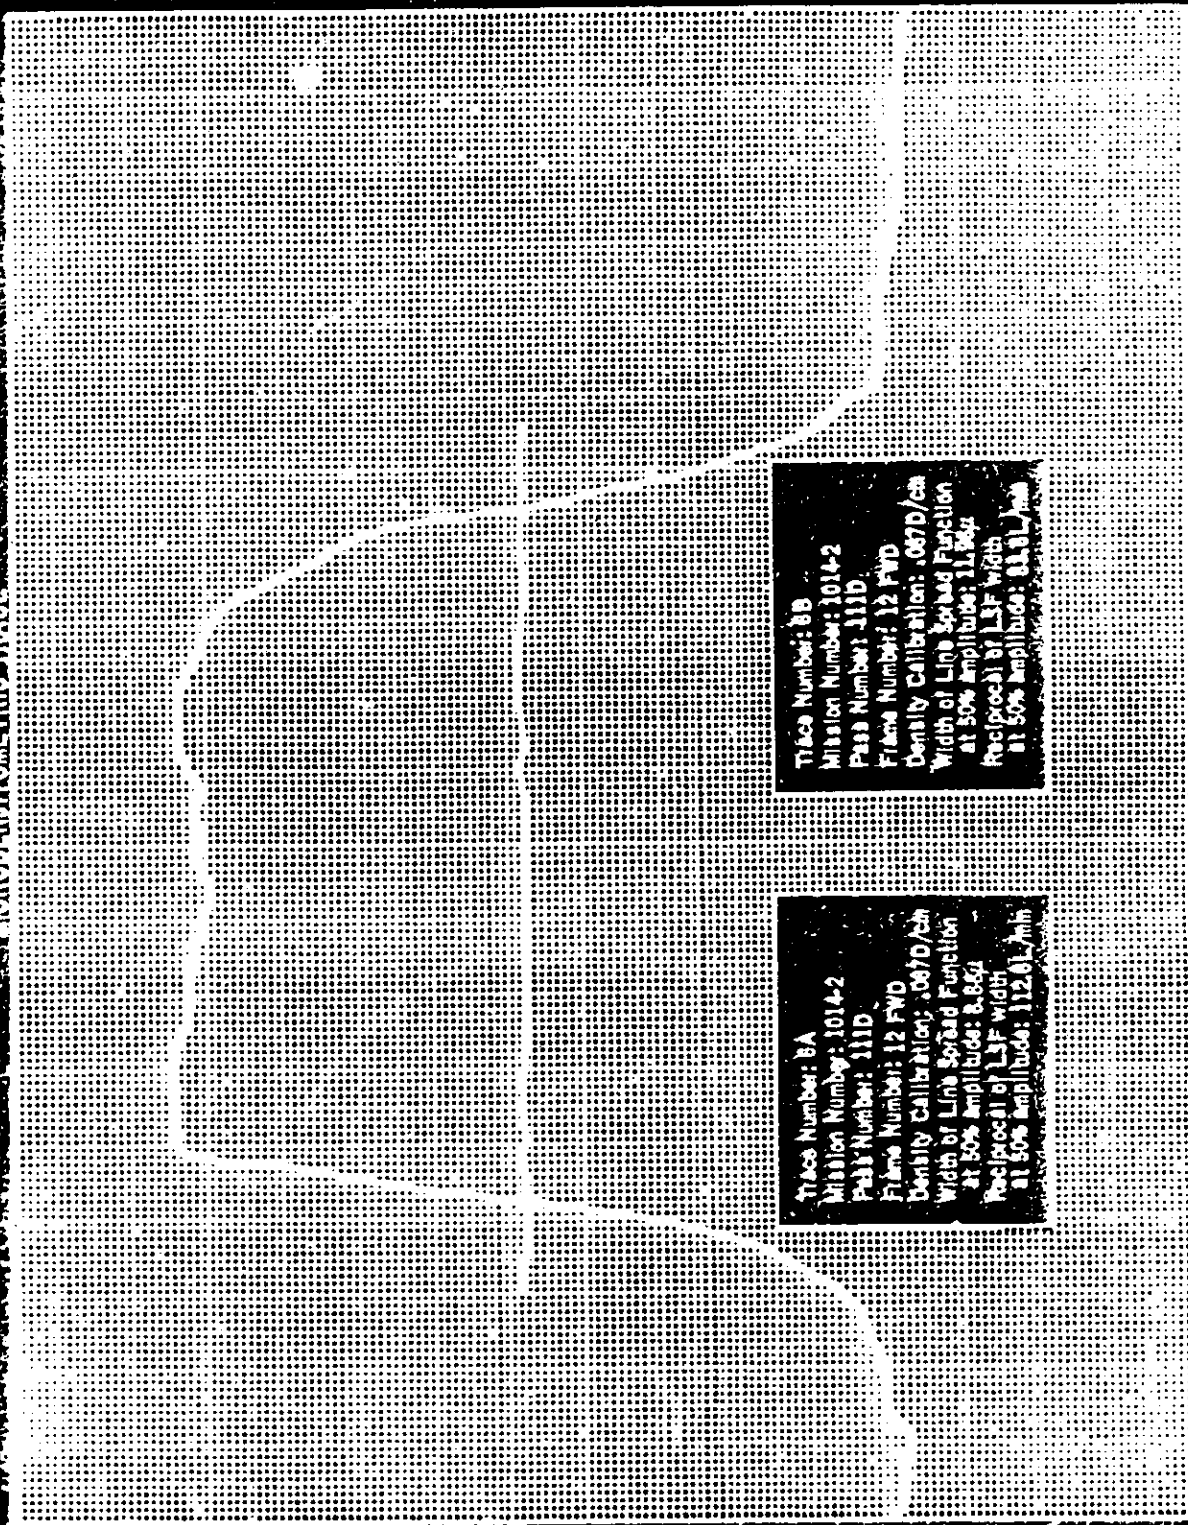 Trace Number: 8A
Mission Number: 1014-2
Pass Number: 111D
Frame Number: 12 FWD
Density Calibration: .087D/cm
Width of Line Spread Function
at 50% Amplitude: 8.84μ
Reciprocal of LSF Width
at 50% Amplitude: 112.0L/mm
Trace Number: 8B
Mission Number: 1014-2
Pass Number: 111D
Frame Number: 12 FWD
Density Calibration: .087D/cm
Width of Line Spread Function
at 50% Amplitude:
Reciprocal of LSF Width
at 50% Amplitude: